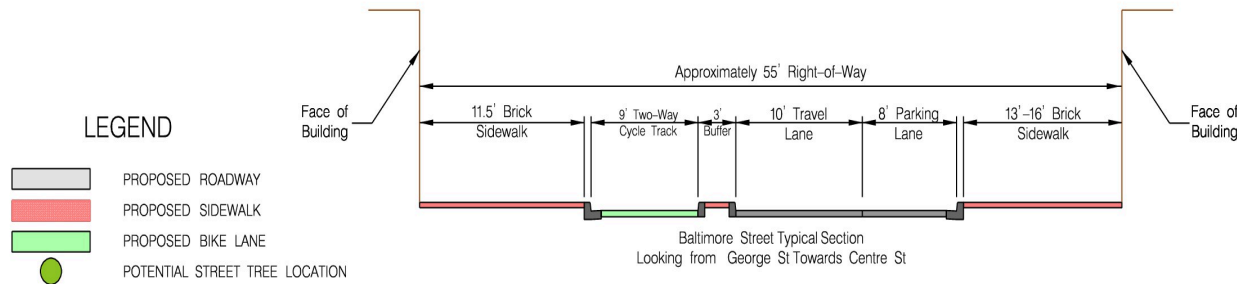 LEGEND
PROPOSED ROADWAY
PROPOSED SIDEWALK
PROPOSED BIKE LANE
POTENTIAL STREET TREE LOCATION
Approximately 55' Right-of-Way
Face of
Building
11.5' Brick
Sidewalk
9' Two-Way
Cycle Track
3'
Buffer
10' Travel
Lane
8' Parking
Lane
13'-16' Brick
Sidewalk
Face of
Building
Baltimore Street Typical Section
Looking from George St Towards Centre St